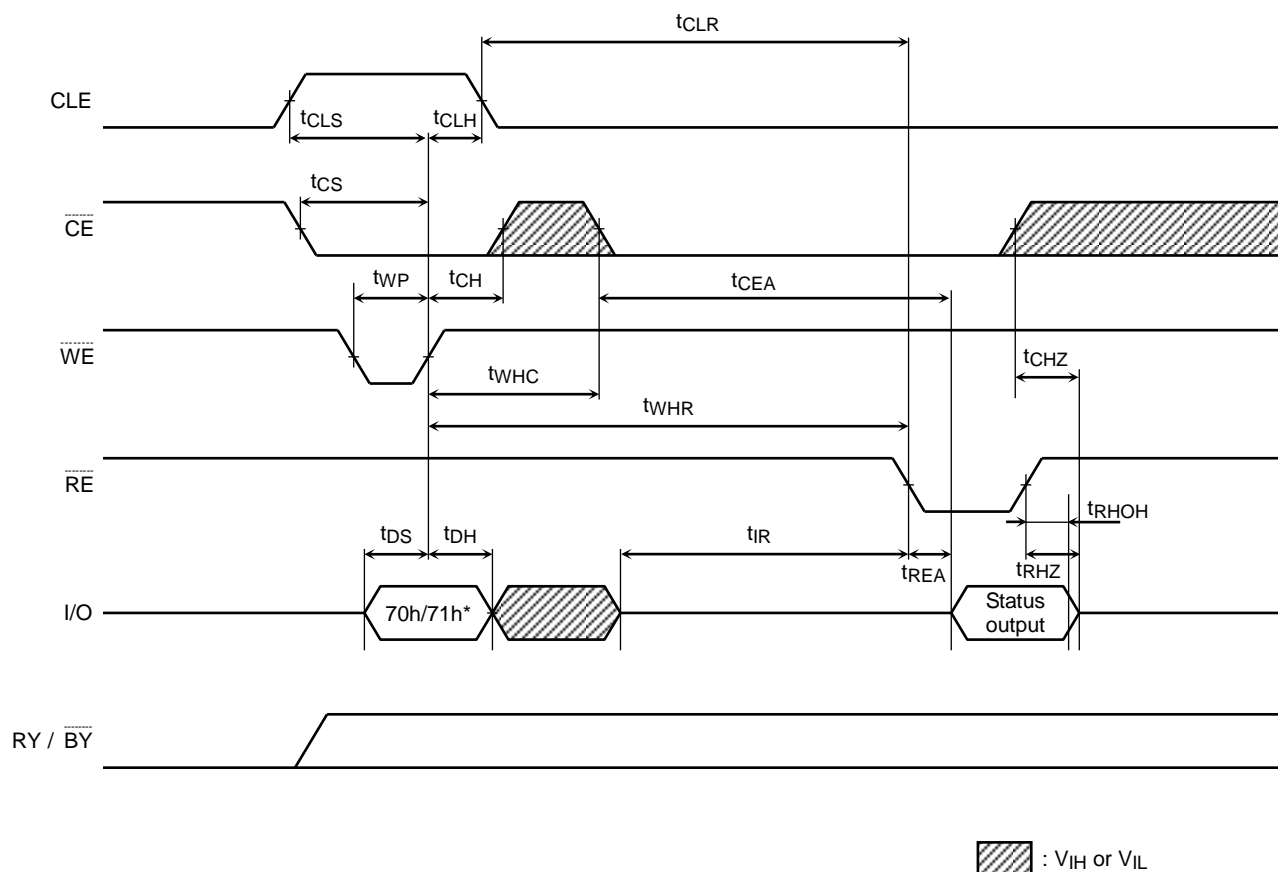 tCLR
CLE
tCLS
tCLH
tCS
CE
tWP
tCH
tCEA
WE
tCHZ
tWHC
tWHR
RE
tRHOH
tDS
tDH
tIR
tREA
tRHZ
I/O
70h/71h*
Status
output
RY / BY
: VIH or VIL